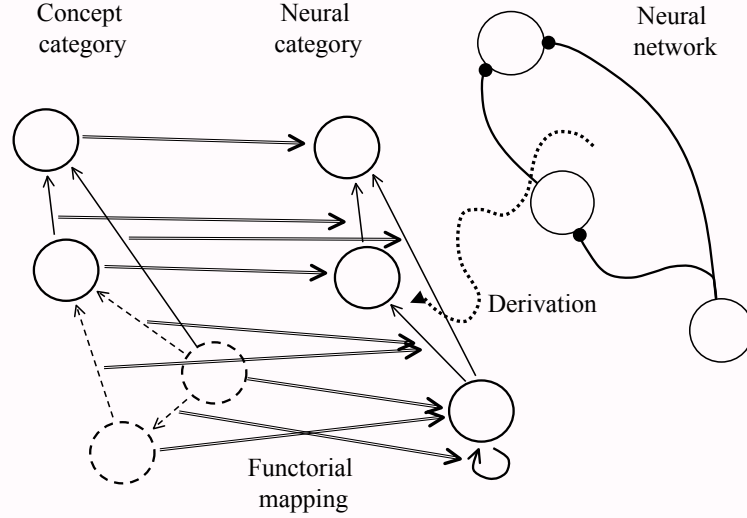 Concept
category
Neural
category
Neural
network
Derivation
Functorial
mapping